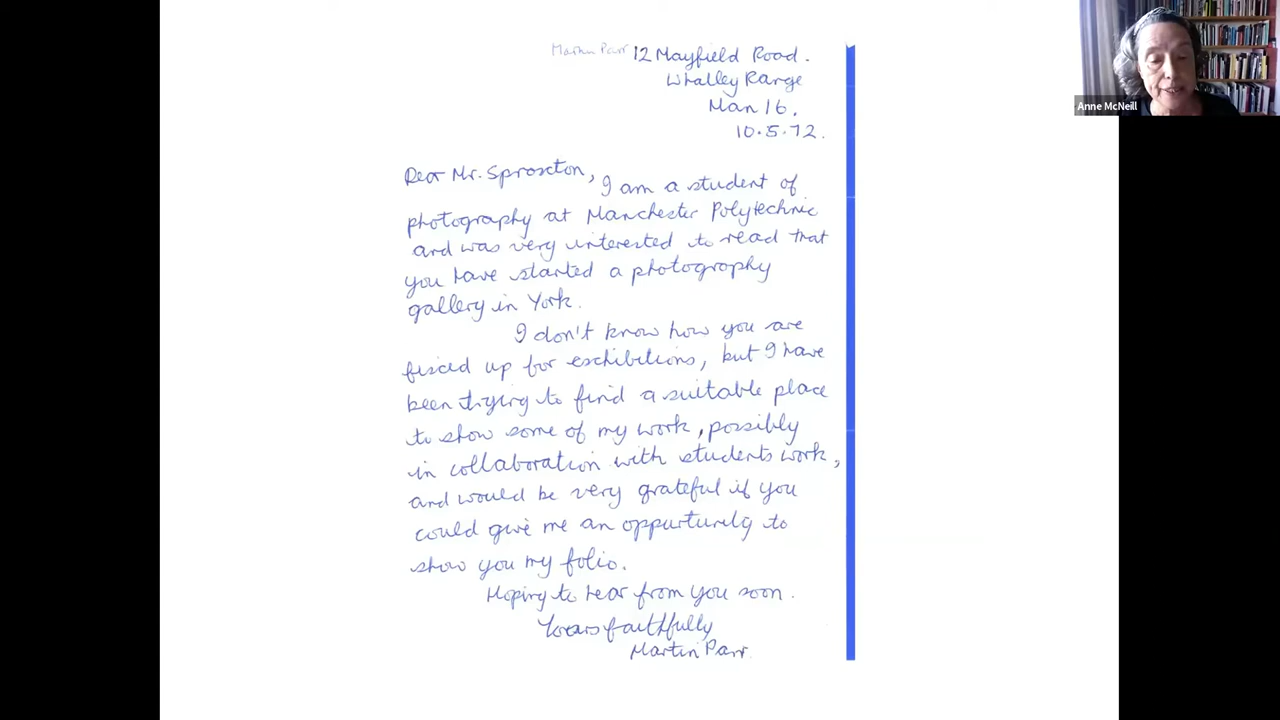 Martin Parr 12 Mayfield Road.
Whalley Range
Man 16.
10.5.72.
Dear Mr. Sproxton,
I am a student of
photography at Manchester Polytechnic
and was very interested to read that
you have started a photography
gallery in York.
I don't know how you are
fixed up for exhibitions, but I have
been trying to find a suitable place
to show some of my work, possibly
in collaboration with students work,
and would be very grateful if you
could give me an oppurtunity to
show you my folio.
Hoping to hear from you soon.
Yours faithfully
Martin Parr.
Anne McNeill